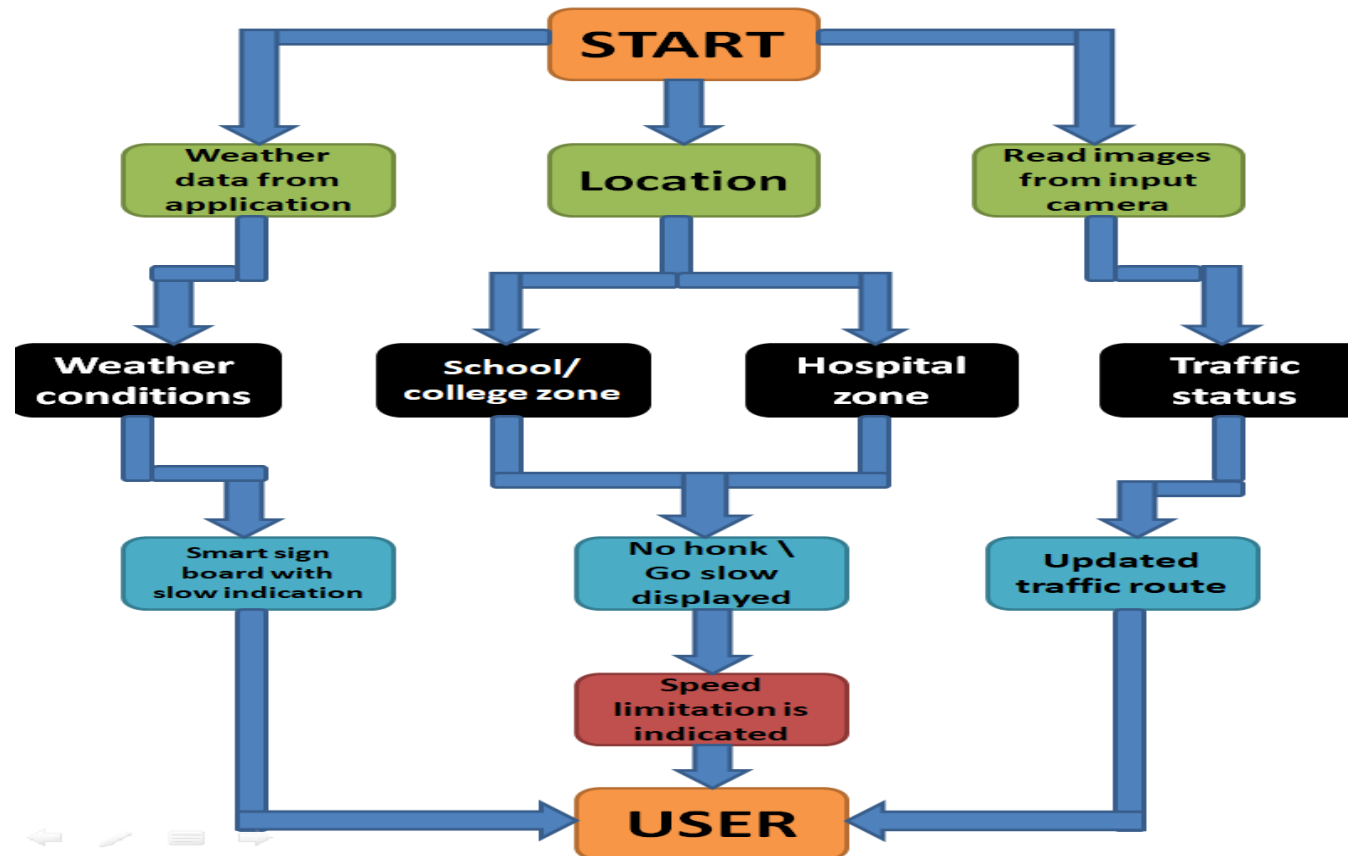 START
Weather
data from
application
Location
Read images
from input
camera
Weather
conditions
School/
college zone
Hospital
zone
Traffic
status
Smart sign
board with
slow indication
No honk \
Go slow
displayed
Updated
traffic route
Speed
limitation is
indicated
USER